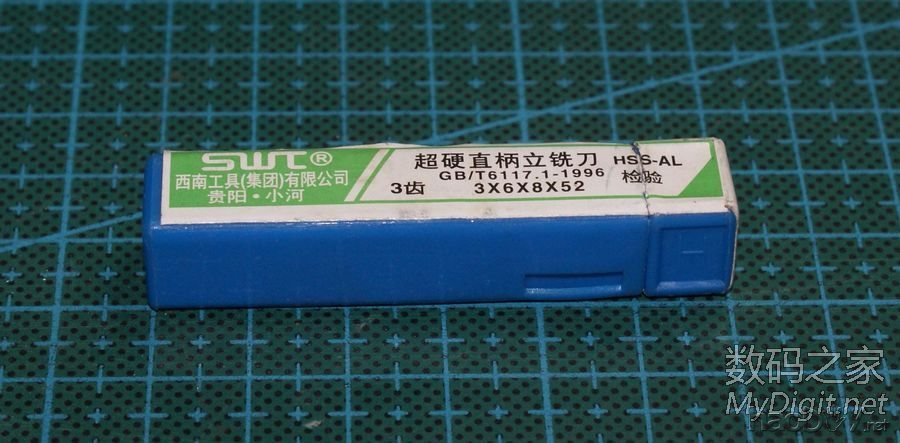 SWT®
西南工具(集团)有限公司
贵阳·小河
超硬直柄立铣刀 HSS-AL
GB/T6117.1-1996
3齿 3X6X8X52 检验
数码之家
MyDigit.net